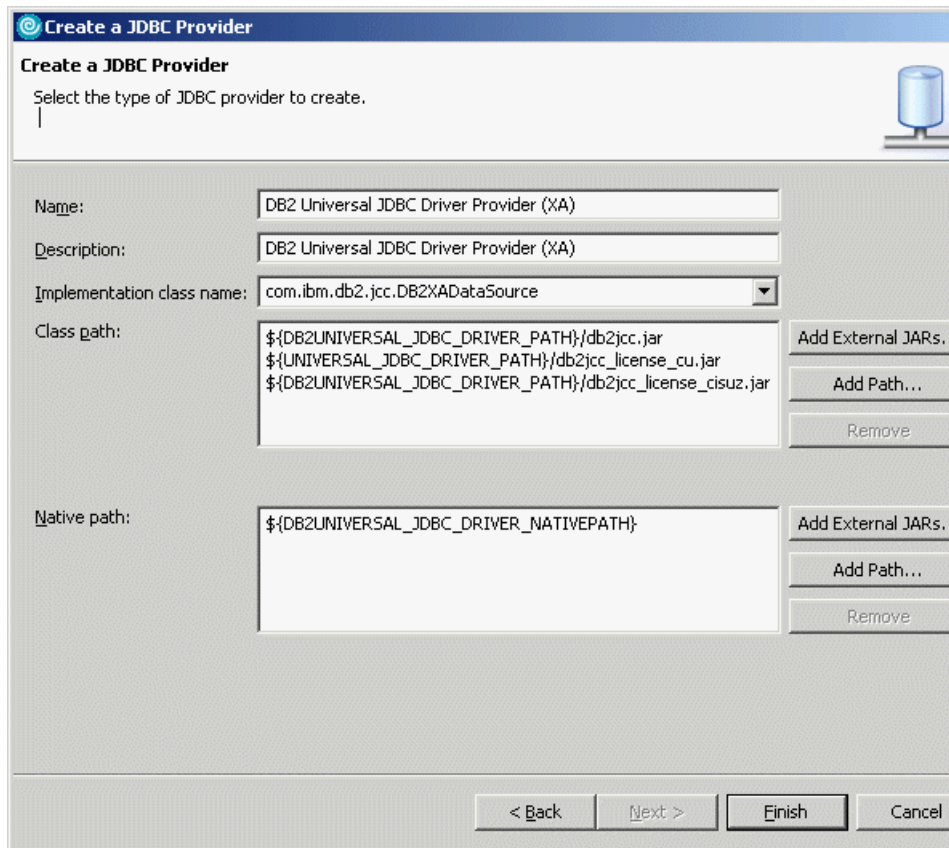 Create a JDBC Provider
Create a JDBC Provider
Select the type of JDBC provider to create.
Name:
DB2 Universal JDBC Driver Provider (XA)
Description:
DB2 Universal JDBC Driver Provider (XA)
Implementation class name:
com.ibm.db2.jcc.DB2XADataSource
Class path:
${DB2UNIVERSAL_JDBC_DRIVER_PATH}/db2jcc.jar
${UNIVERSAL_JDBC_DRIVER_PATH}/db2jcc_license_cu.jar
${DB2UNIVERSAL_JDBC_DRIVER_PATH}/db2jcc_license_cisuz.jar
Add External JARs.
Add Path...
Remove
Native path:
${DB2UNIVERSAL_JDBC_DRIVER_NATIVEPATH}
Add External JARs.
Add Path...
Remove
< Back
Next >
Finish
Cancel